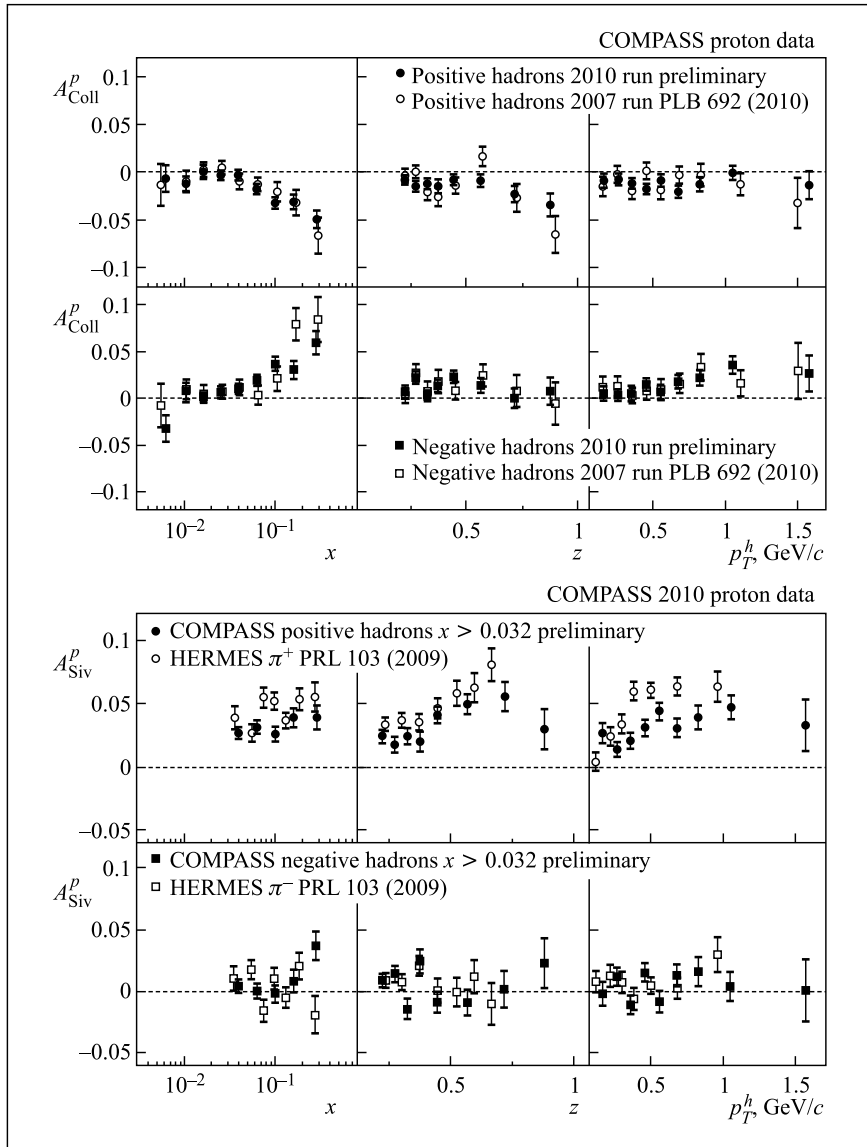 COMPASS proton data
A^p_Coll
0.1
0.05
0
−0.05
−0.1
● Positive hadrons 2010 run preliminary
○ Positive hadrons 2007 run PLB 692 (2010)
A^p_Coll
0.1
0.05
0
−0.05
−0.1
■ Negative hadrons 2010 run preliminary
□ Negative hadrons 2007 run PLB 692 (2010)
10^−2 10^−1 0.5 1 0.5 1 1.5
x z p_T^h, GeV/c
COMPASS 2010 proton data
A^p_Siv
0.1
0.05
0
−0.05
● COMPASS positive hadrons x > 0.032 preliminary
○ HERMES π^+ PRL 103 (2009)
A^p_Siv
0.1
0.05
0
−0.05
■ COMPASS negative hadrons x > 0.032 preliminary
□ HERMES π^− PRL 103 (2009)
10^−2 10^−1 0.5 1 0.5 1 1.5
x z p_T^h, GeV/c